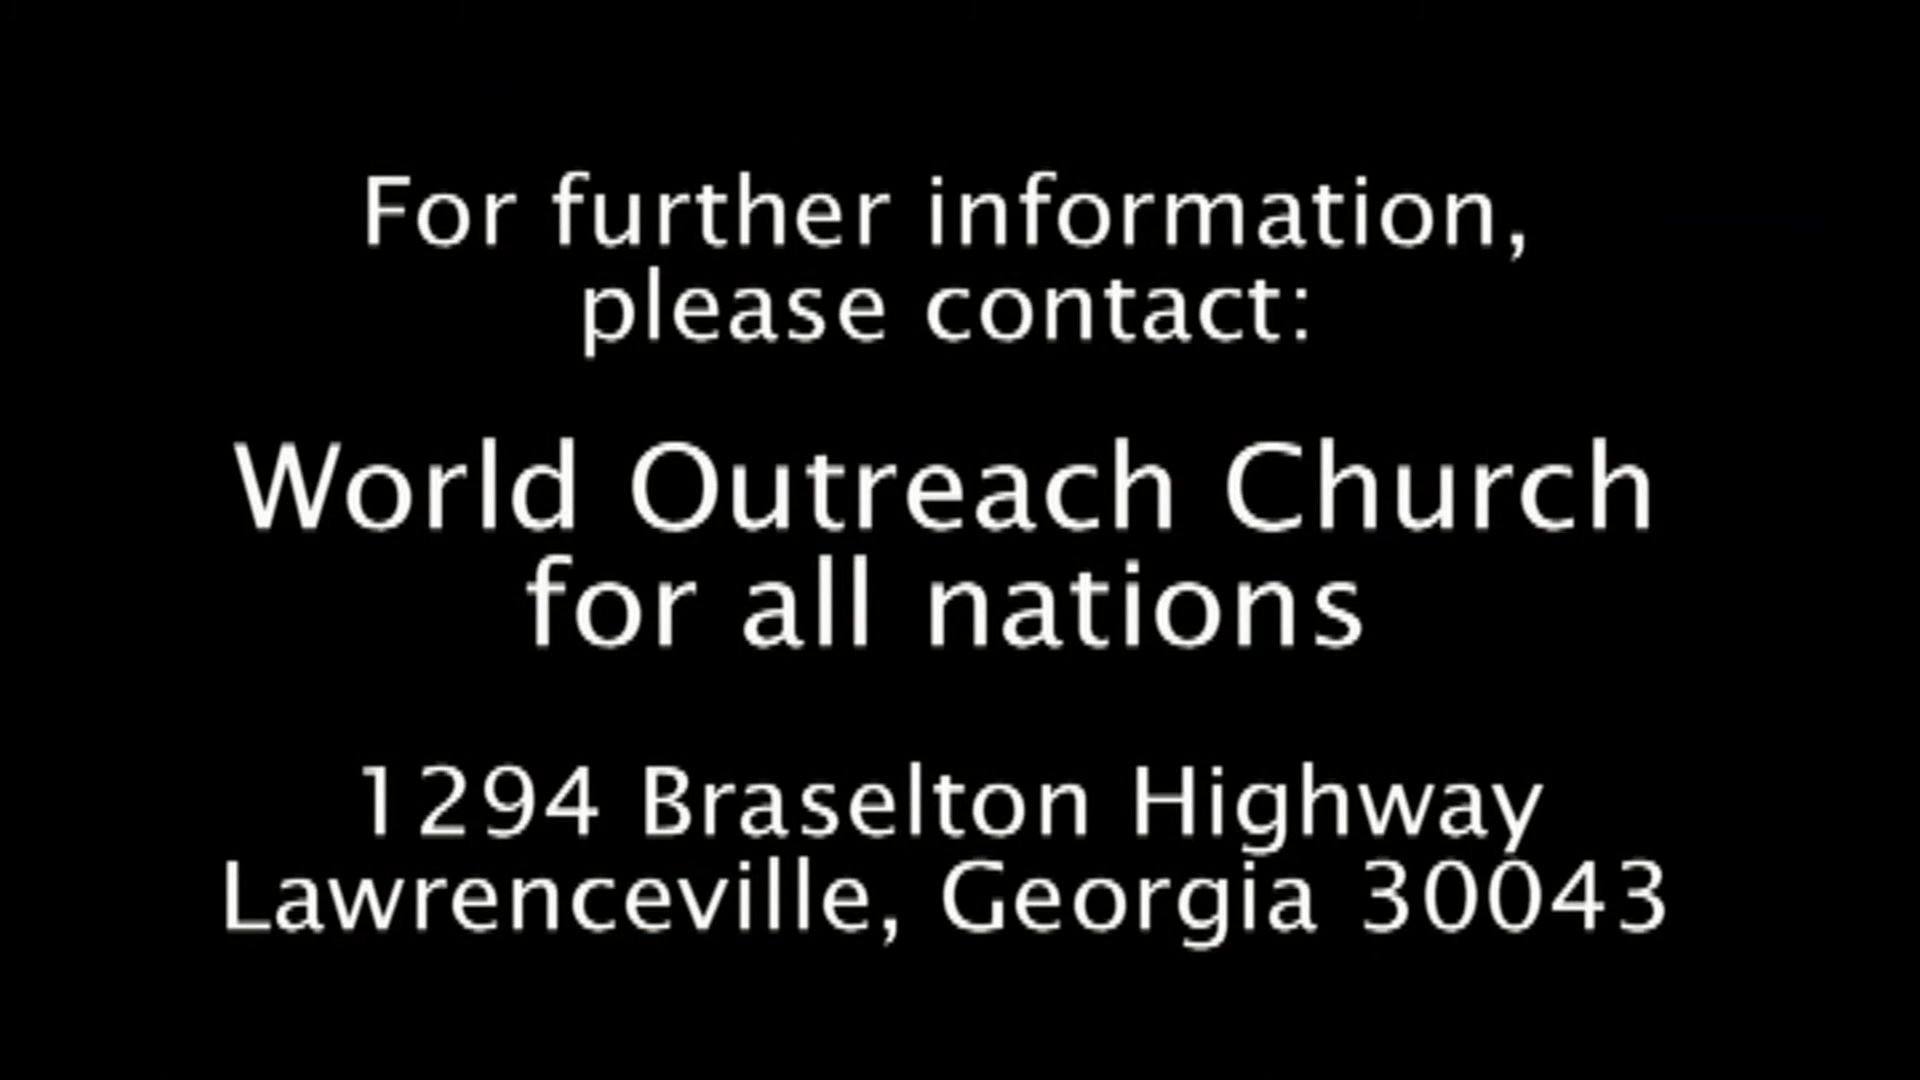 For further information,
please contact:
World Outreach Church
for all nations
1294 Braselton Highway
Lawrenceville, Georgia 30043